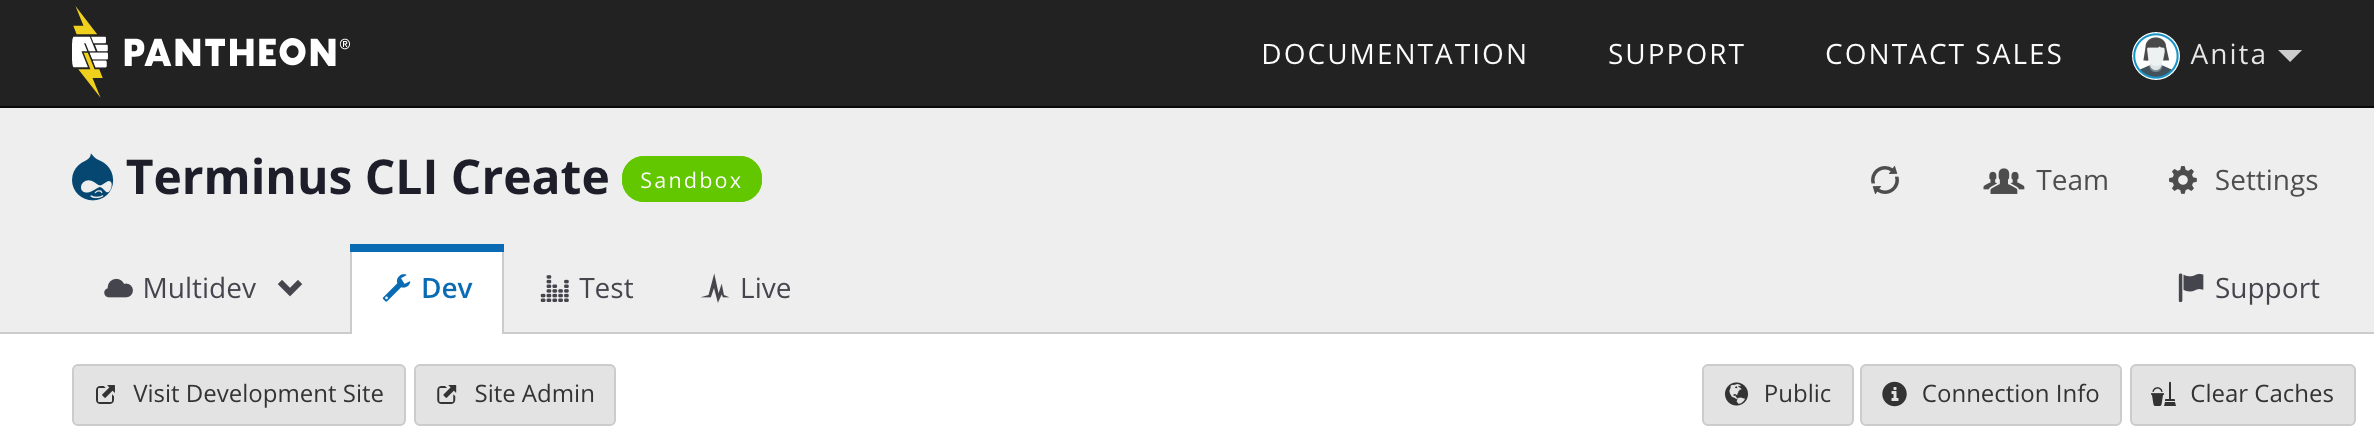 PANTHEON® DOCUMENTATION SUPPORT CONTACT SALES Anita
Terminus CLI Create Sandbox Team Settings
Multidev Dev Test Live Support
Visit Development Site Site Admin Public Connection Info Clear Caches